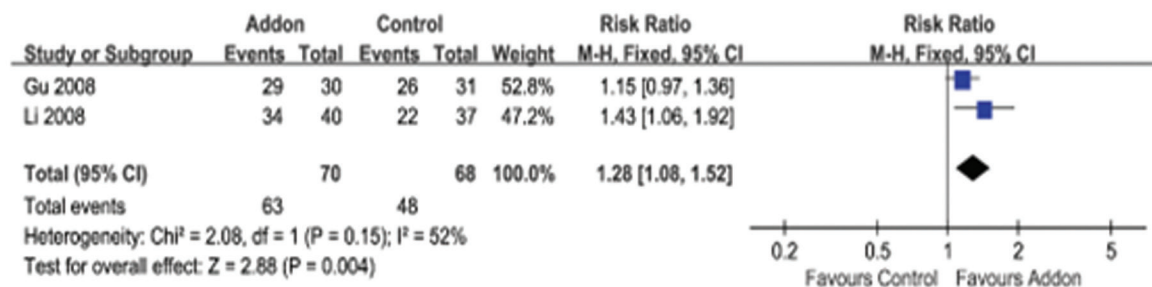 Addon Control Risk Ratio Risk Ratio
Study or Subgroup Events Total Events Total Weight M-H, Fixed, 95% CI M-H, Fixed, 95% CI
Gu 2008 29 30 26 31 52.8% 1.15 [0.97, 1.36]
Li 2008 34 40 22 37 47.2% 1.43 [1.06, 1.92]
Total (95% CI) 70 68 100.0% 1.28 [1.08, 1.52]
Total events 63 48
Heterogeneity: Chi² = 2.08, df = 1 (P = 0.15); I² = 52%
Test for overall effect: Z = 2.88 (P = 0.004)
0.2 0.5 1 2 5
Favours Control Favours Addon